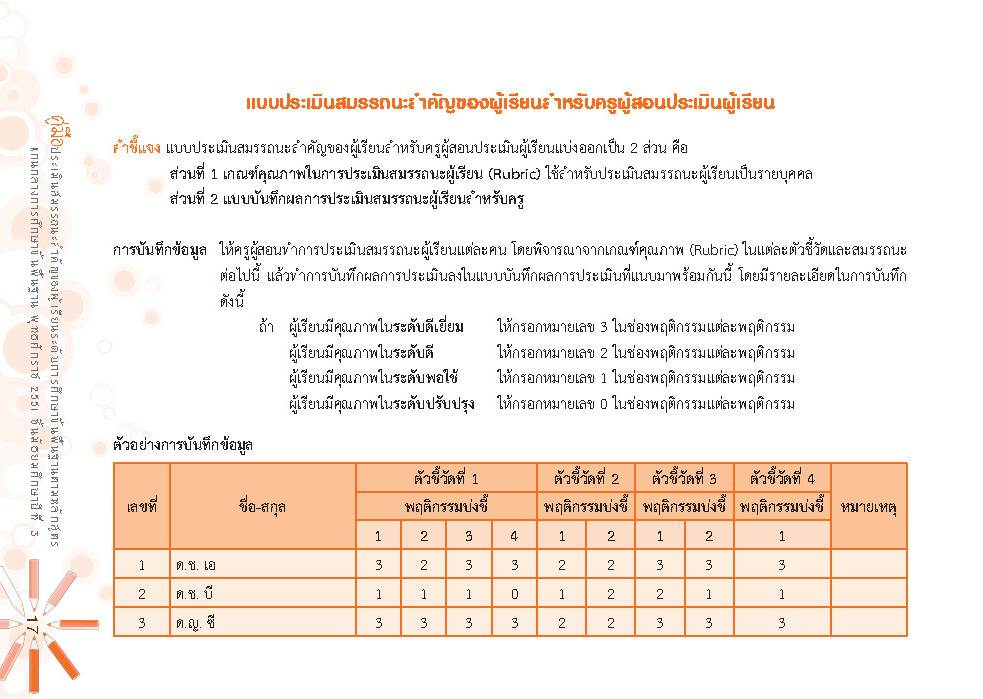 แบบประเมินสมรรถนะสำคัญของผู้เรียนสำหรับครูผู้สอนประเมินผู้เรียน
คำชี้แจง แบบประเมินสมรรถนะสำคัญของผู้เรียนสำหรับครูผู้สอนประเมินผู้เรียนแบ่งออกเป็น 2 ส่วน คือ
ส่วนที่ 1 เกณฑ์คุณภาพในการประเมินสมรรถนะผู้เรียน (Rubric) ใช้สำหรับประเมินสมรรถนะผู้เรียนเป็นรายบุคคล
ส่วนที่ 2 แบบบันทึกผลการประเมินสมรรถนะผู้เรียนสำหรับครู
การบันทึกข้อมูล ให้ครูผู้สอนทำการประเมินสมรรถนะผู้เรียนแต่ละคน โดยพิจารณาจากเกณฑ์คุณภาพ (Rubric) ในแต่ละตัวชี้วัดและสมรรถนะ
ต่อไปนี้ แล้วทำการบันทึกผลการประเมินลงในแบบบันทึกผลการประเมินที่แนบมาพร้อมกันนี้ โดยมีรายละเอียดในการบันทึก
ดังนี้
ถ้า ผู้เรียนมีคุณภาพในระดับดีเยี่ยม ให้กรอกหมายเลข 3 ในช่องพฤติกรรมแต่ละพฤติกรรม
ผู้เรียนมีคุณภาพในระดับดี ให้กรอกหมายเลข 2 ในช่องพฤติกรรมแต่ละพฤติกรรม
ผู้เรียนมีคุณภาพในระดับพอใช้ ให้กรอกหมายเลข 1 ในช่องพฤติกรรมแต่ละพฤติกรรม
ผู้เรียนมีคุณภาพในระดับปรับปรุง ให้กรอกหมายเลข 0 ในช่องพฤติกรรมแต่ละพฤติกรรม
ตัวอย่างการบันทึกข้อมูล
เลขที่ ชื่อ-สกุล ตัวชี้วัดที่ 1 ตัวชี้วัดที่ 2 ตัวชี้วัดที่ 3 ตัวชี้วัดที่ 4 หมายเหตุ
พฤติกรรมบ่งชี้ พฤติกรรมบ่งชี้ พฤติกรรมบ่งชี้ พฤติกรรมบ่งชี้
1 2 3 4 1 2 1 2 1
1 ด.ช. เอ 3 2 3 3 2 2 3 3 3
2 ด.ช. บี 1 1 1 0 1 2 2 1 1
3 ด.ญ. ซี 3 3 3 3 2 2 3 3 3
คู่มือประเมินสมรรถนะสำคัญของผู้เรียนระดับการศึกษาขั้นพื้นฐานตามหลักสูตร
แกนกลางการศึกษาขั้นพื้นฐาน พุทธศักราช 2551 ชั้นมัธยมศึกษาปีที่ 3
17